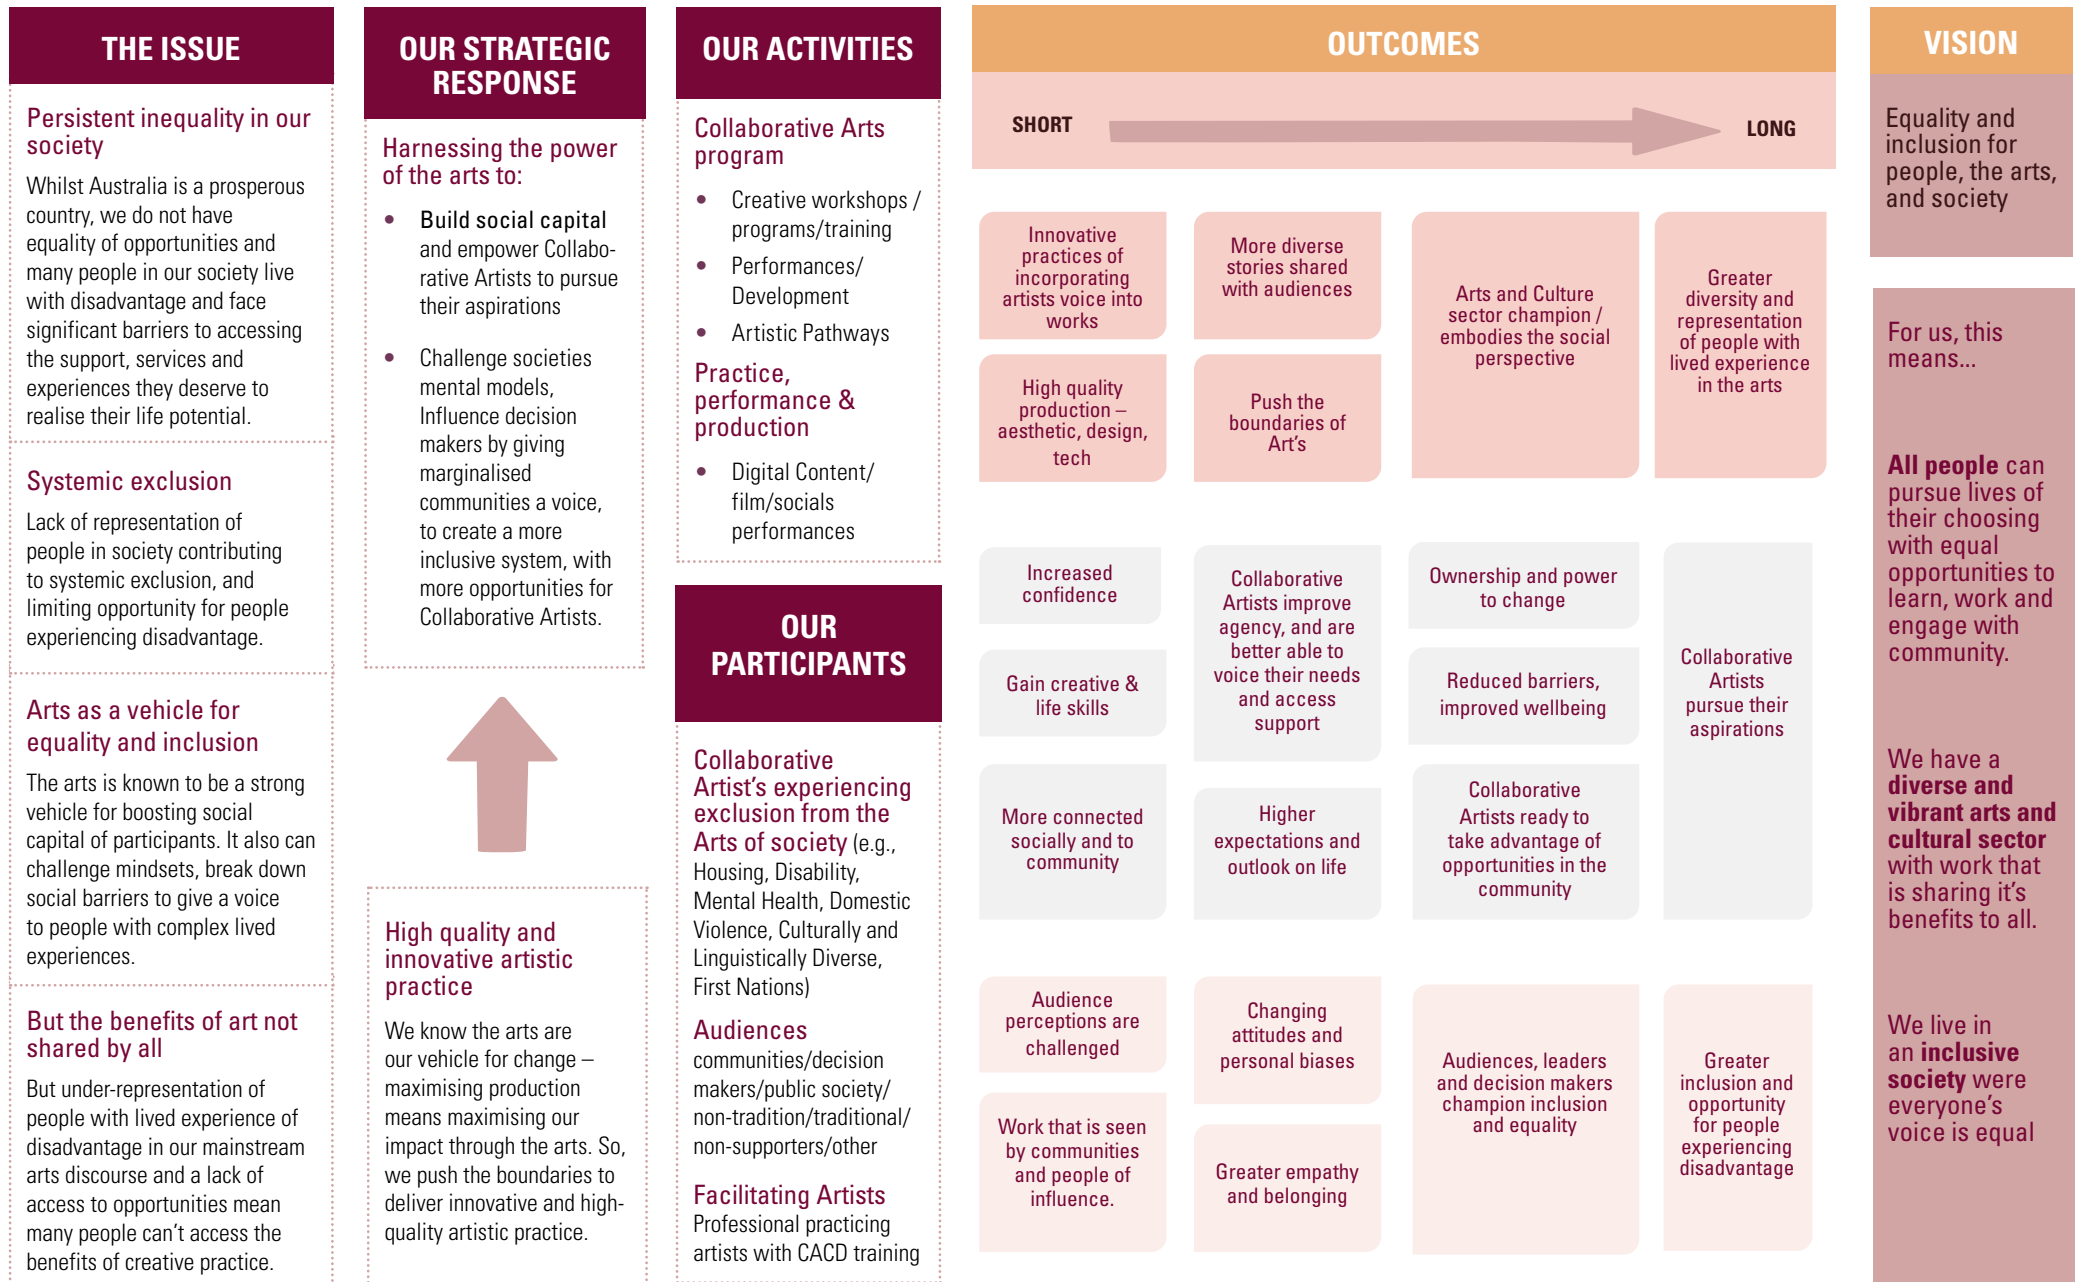 THE ISSUE
Persistent inequality in our
society
Whilst Australia is a prosperous
country, we do not have
equality of opportunities and
many people in our society live
with disadvantage and face
significant barriers to accessing
the support, services and
experiences they deserve to
realise their life potential.
Systemic exclusion
Lack of representation of
people in society contributing
to systemic exclusion, and
limiting opportunity for people
experiencing disadvantage.
Arts as a vehicle for
equality and inclusion
The arts is known to be a strong
vehicle for boosting social
capital of participants. It also can
challenge mindsets, break down
social barriers to give a voice
to people with complex lived
experiences.
But the benefits of art not
shared by all
But under-representation of
people with lived experience of
disadvantage in our mainstream
arts discourse and a lack of
access to opportunities mean
many people can't access the
benefits of creative practice.
OUR STRATEGIC
RESPONSE
Harnessing the power
of the arts to:
• Build social capital
and empower Collabo-
rative Artists to pursue
their aspirations
• Challenge societies
mental models,
Influence decision
makers by giving
marginalised
communities a voice,
to create a more
inclusive system, with
more opportunities for
Collaborative Artists.
High quality and
innovative artistic
practice
We know the arts are
our vehicle for change –
maximising production
means maximising our
impact through the arts. So,
we push the boundaries to
deliver innovative and high-
quality artistic practice.
OUR ACTIVITIES
Collaborative Arts
program
• Creative workshops /
programs/training
• Performances/
Development
• Artistic Pathways
Practice,
performance &
production
• Digital Content/
film/socials
performances
OUR
PARTICIPANTS
Collaborative
Artist's experiencing
exclusion from the
Arts of society (e.g.,
Housing, Disability,
Mental Health, Domestic
Violence, Culturally and
Linguistically Diverse,
First Nations)
Audiences
communities/decision
makers/public society/
non-tradition/traditional/
non-supporters/other
Facilitating Artists
Professional practicing
artists with CACD training
OUTCOMES
SHORT
LONG
Innovative
practices of
incorporating
artists voice into
works
High quality
production –
aesthetic, design,
tech
More diverse
stories shared
with audiences
Push the
boundaries of
Art's
Arts and Culture
sector champion /
embodies the social
perspective
Greater
diversity and
representation
of people with
lived experience
in the arts
Increased
confidence
Gain creative &
life skills
More connected
socially and to
community
Collaborative
Artists improve
agency, and are
better able to
voice their needs
and access
support
Higher
expectations and
outlook on life
Ownership and power
to change
Reduced barriers,
improved wellbeing
Collaborative
Artists ready to
take advantage of
opportunities in the
community
Collaborative
Artists
pursue their
aspirations
Audience
perceptions are
challenged
Work that is seen
by communities
and people of
influence.
Changing
attitudes and
personal biases
Greater empathy
and belonging
Audiences, leaders
and decision makers
champion inclusion
and equality
Greater
inclusion and
opportunity
for people
experiencing
disadvantage
VISION
Equality and
inclusion for
people, the arts,
and society
For us, this
means...
All people can
pursue lives of
their choosing
with equal
opportunities to
learn, work and
engage with
community.
We have a
diverse and
vibrant arts and
cultural sector
with work that
is sharing it's
benefits to all.
We live in
an inclusive
society were
everyone's
voice is equal